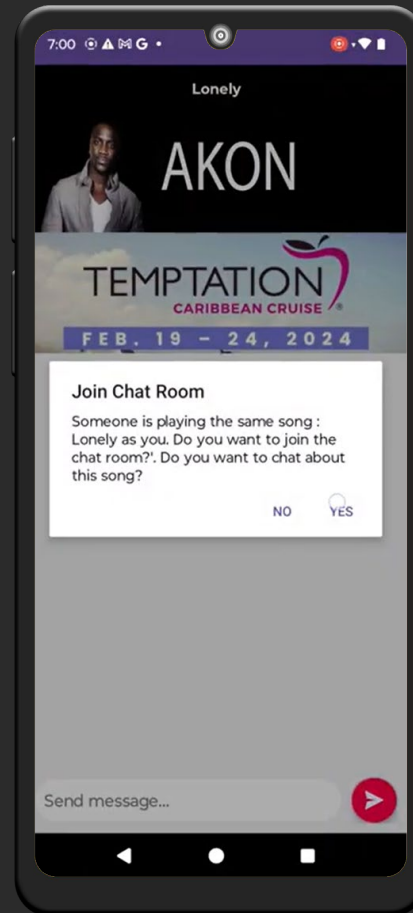 7:00
Lonely
AKON
TEMPTATION
CARIBBEAN CRUISE
FEB. 19 - 24, 2024
Join Chat Room
Someone is playing the same song :
Lonely as you. Do you want to join the
chat room?'. Do you want to chat about
this song?
NO YES
Send message...